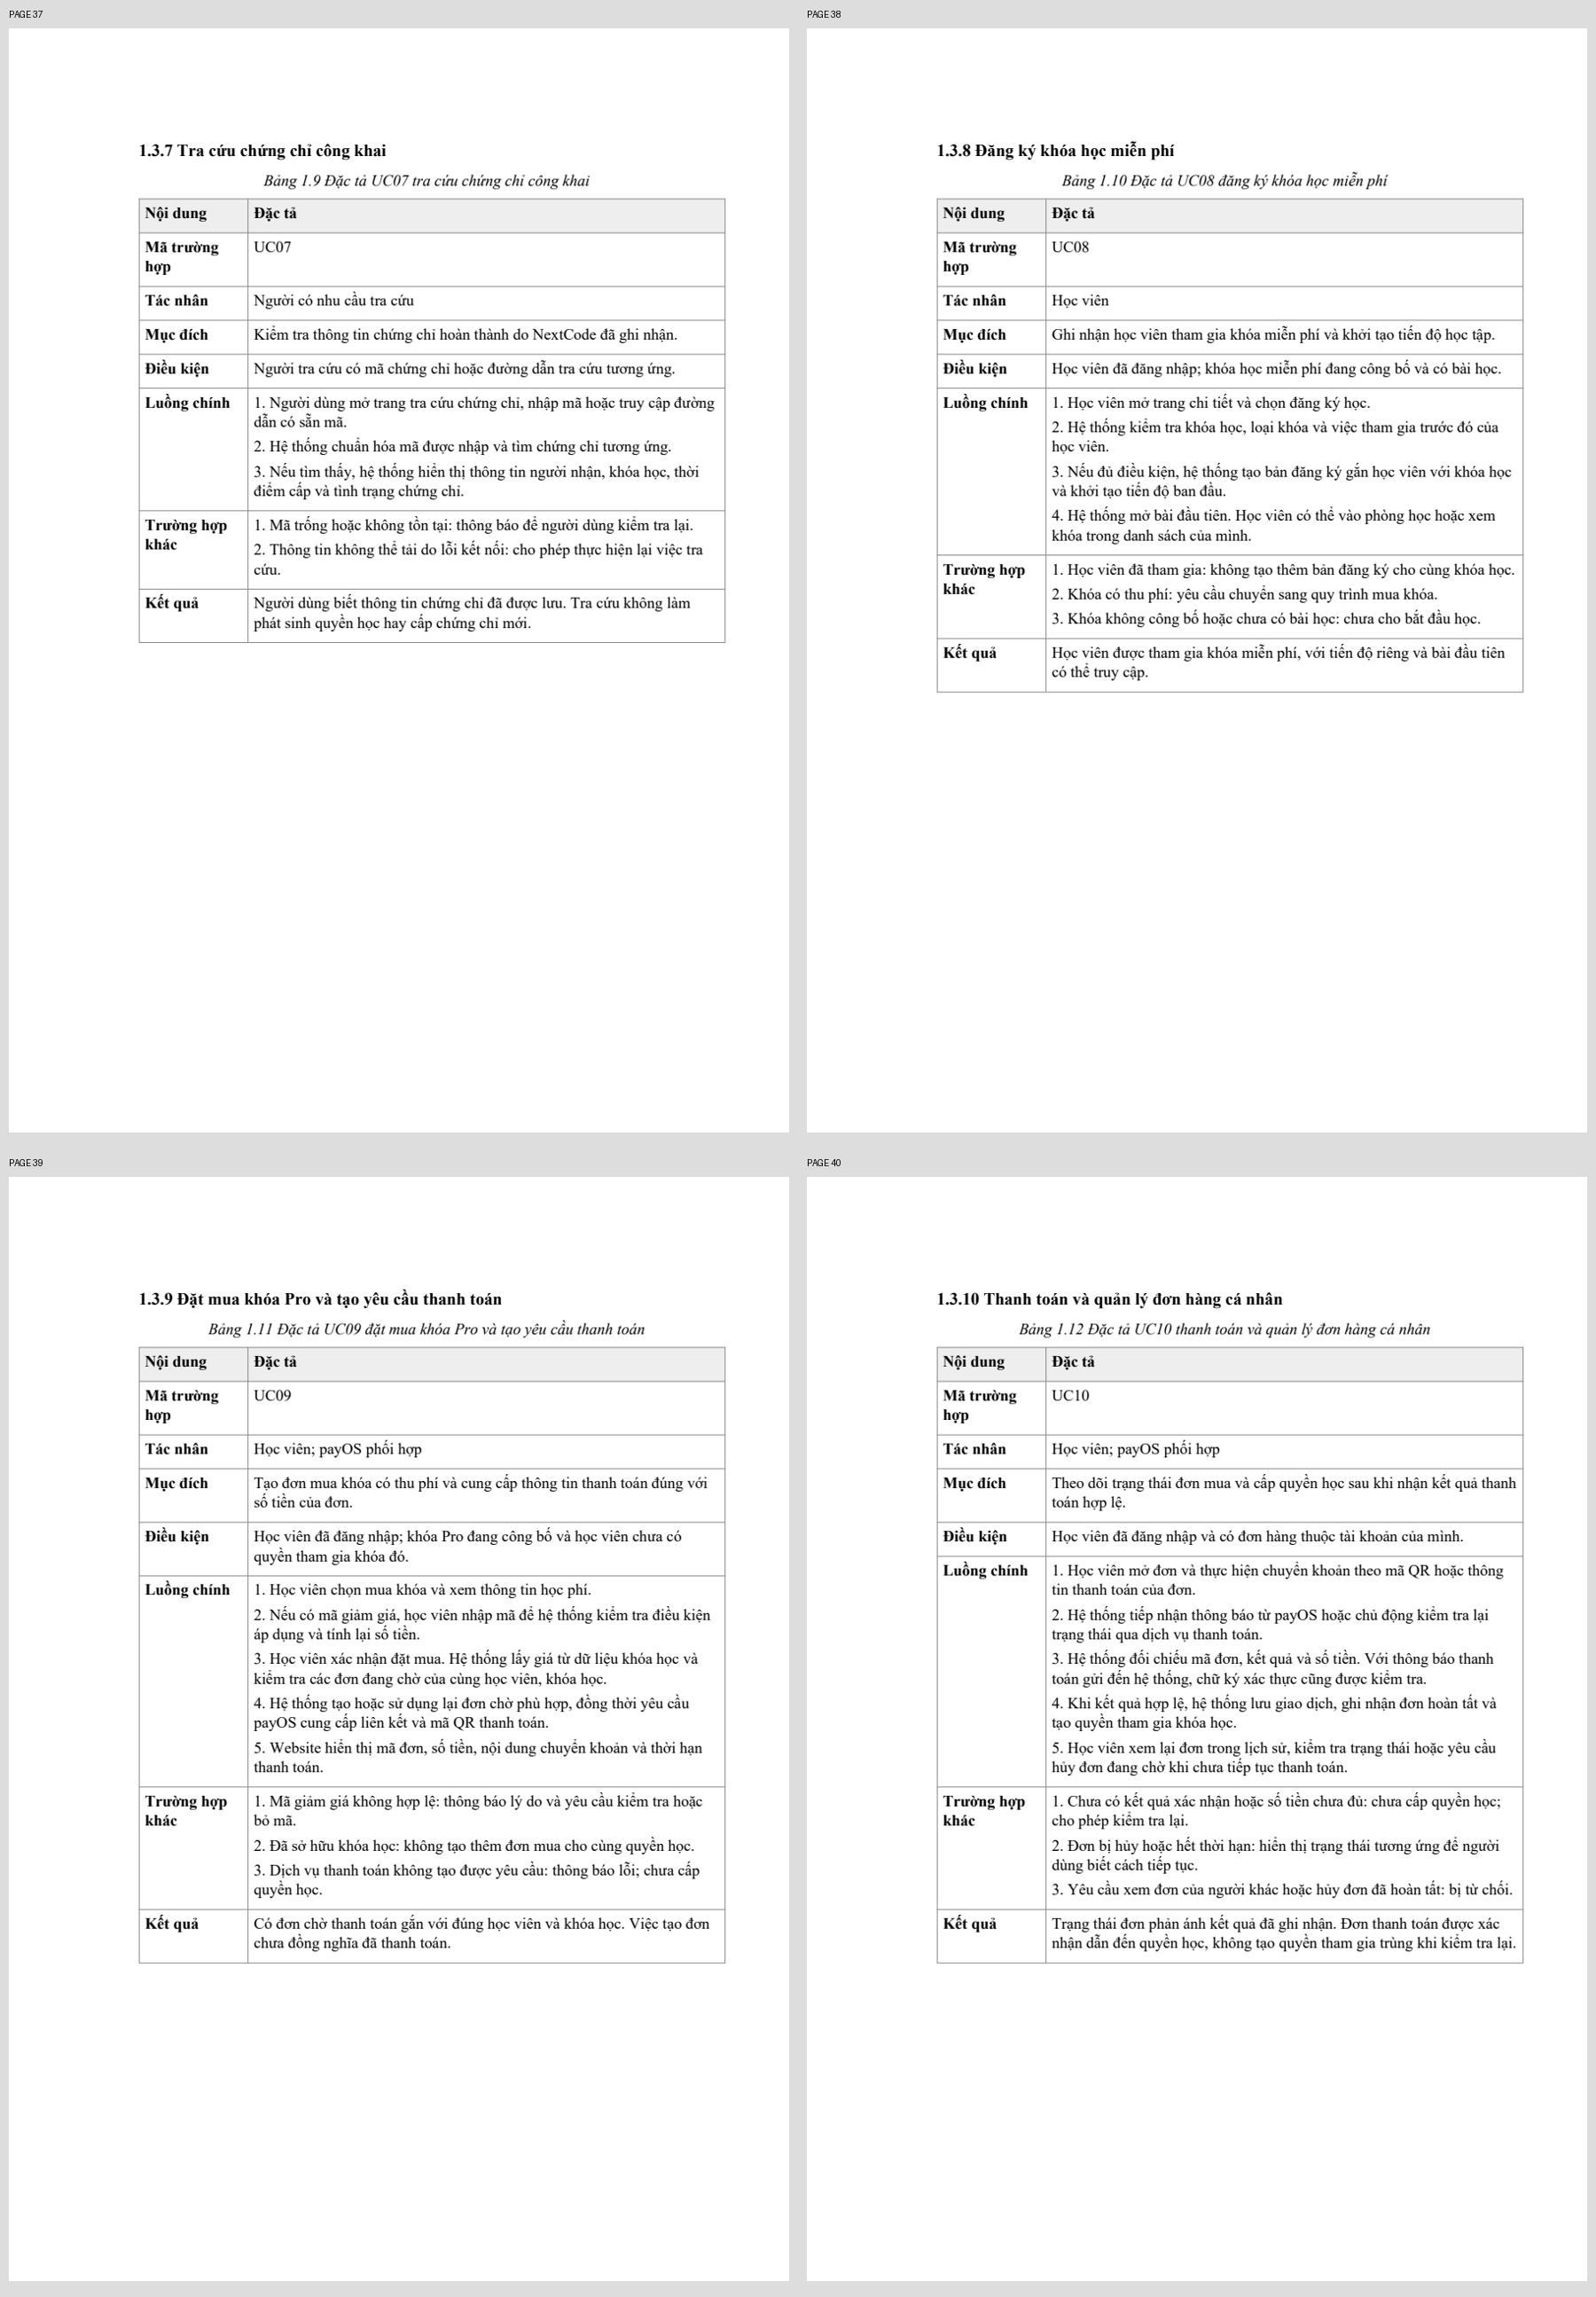 PAGE 37
1.3.7 Tra cứu chứng chỉ công khai
Bảng 1.9 Đặc tả UC07 tra cứu chứng chỉ công khai
Nội dung Đặc tả
Mã trường UC07
hợp
Tác nhân Người có nhu cầu tra cứu
Mục đích Kiểm tra thông tin chứng chỉ hoàn thành do NextCode đã ghi nhận.
Điều kiện Người tra cứu có mã chứng chỉ hoặc đường dẫn tra cứu tương ứng.
Luồng chính 1. Người dùng mở trang tra cứu chứng chỉ, nhập mã hoặc truy cập đường
dẫn có sẵn mã.
2. Hệ thống chuẩn hóa mã được nhập và tìm chứng chỉ tương ứng.
3. Nếu tìm thấy, hệ thống hiển thị thông tin người nhận, khóa học, thời
điểm cấp và tình trạng chứng chỉ.
Trường hợp 1. Mã trống hoặc không tồn tại: thông báo để người dùng kiểm tra lại.
khác 2. Thông tin không thể tải do lỗi kết nối: cho phép thực hiện lại việc tra
cứu.
Kết quả Người dùng biết thông tin chứng chỉ đã được lưu. Tra cứu không làm
phát sinh quyền học hay cấp chứng chỉ mới.
PAGE 38
1.3.8 Đăng ký khóa học miễn phí
Bảng 1.10 Đặc tả UC08 đăng ký khóa học miễn phí
Nội dung Đặc tả
Mã trường UC08
hợp
Tác nhân Học viên
Mục đích Ghi nhận học viên tham gia khóa miễn phí và khởi tạo tiến độ học tập.
Điều kiện Học viên đã đăng nhập; khóa học miễn phí đang công bố và có bài học.
Luồng chính 1. Học viên mở trang chi tiết và chọn đăng ký học.
2. Hệ thống kiểm tra khóa học, loại khóa và việc tham gia trước đó của
học viên.
3. Nếu đủ điều kiện, hệ thống tạo bản đăng ký gắn học viên với khóa học
và khởi tạo tiến độ ban đầu.
4. Hệ thống mở bài đầu tiên. Học viên có thể vào phòng học hoặc xem
khóa trong danh sách của mình.
Trường hợp 1. Học viên đã tham gia: không tạo thêm bản đăng ký cho cùng khóa học.
khác 2. Khóa có thu phí: yêu cầu chuyển sang quy trình mua khóa.
3. Khóa không công bố hoặc chưa có bài học: chưa cho bắt đầu học.
Kết quả Học viên được tham gia khóa miễn phí, với tiến độ riêng và bài đầu tiên
có thể truy cập.
PAGE 39
1.3.9 Đặt mua khóa Pro và tạo yêu cầu thanh toán
Bảng 1.11 Đặc tả UC09 đặt mua khóa Pro và tạo yêu cầu thanh toán
Nội dung Đặc tả
Mã trường UC09
hợp
Tác nhân Học viên; payOS phối hợp
Mục đích Tạo đơn mua khóa có thu phí và cung cấp thông tin thanh toán đúng với
số tiền của đơn.
Điều kiện Học viên đã đăng nhập; khóa Pro đang công bố và học viên chưa có
quyền tham gia khóa đó.
Luồng chính 1. Học viên chọn mua khóa và xem thông tin học phí.
2. Nếu có mã giảm giá, học viên nhập mã để hệ thống kiểm tra điều kiện
áp dụng và tính lại số tiền.
3. Học viên xác nhận đặt mua. Hệ thống lấy giá từ dữ liệu khóa học và
kiểm tra các đơn đang chờ của cùng học viên, khóa học.
4. Hệ thống tạo hoặc sử dụng lại đơn chờ phù hợp, đồng thời yêu cầu
payOS cung cấp liên kết và mã QR thanh toán.
5. Website hiển thị mã đơn, số tiền, nội dung chuyển khoản và thời hạn
thanh toán.
Trường hợp 1. Mã giảm giá không hợp lệ: thông báo lý do và yêu cầu kiểm tra hoặc
khác bỏ mã.
2. Đã sở hữu khóa học: không tạo thêm đơn mua cho cùng quyền học.
3. Dịch vụ thanh toán không tạo được yêu cầu: thông báo lỗi; chưa cấp
quyền học.
Kết quả Có đơn chờ thanh toán gắn với đúng học viên và khóa học. Việc tạo đơn
chưa đồng nghĩa đã thanh toán.
PAGE 40
1.3.10 Thanh toán và quản lý đơn hàng cá nhân
Bảng 1.12 Đặc tả UC10 thanh toán và quản lý đơn hàng cá nhân
Nội dung Đặc tả
Mã trường UC10
hợp
Tác nhân Học viên; payOS phối hợp
Mục đích Theo dõi trạng thái đơn mua và cấp quyền học sau khi nhận kết quả thanh
toán hợp lệ.
Điều kiện Học viên đã đăng nhập và có đơn hàng thuộc tài khoản của mình.
Luồng chính 1. Học viên mở đơn và thực hiện chuyển khoản theo mã QR hoặc thông
tin thanh toán của đơn.
2. Hệ thống tiếp nhận thông báo từ payOS hoặc chủ động kiểm tra lại
trạng thái qua dịch vụ thanh toán.
3. Hệ thống đối chiếu mã đơn, kết quả và số tiền. Với thông báo thanh
toán gửi đến hệ thống, chữ ký xác thực cũng được kiểm tra.
4. Khi kết quả hợp lệ, hệ thống lưu giao dịch, ghi nhận đơn hoàn tất và
tạo quyền tham gia khóa học.
5. Học viên xem lại đơn trong lịch sử, kiểm tra trạng thái hoặc yêu cầu
hủy đơn đang chờ khi chưa tiếp tục thanh toán.
Trường hợp 1. Chưa có kết quả xác nhận hoặc số tiền chưa đủ: chưa cấp quyền học;
khác cho phép kiểm tra lại.
2. Đơn bị hủy hoặc hết thời hạn: hiển thị trạng thái tương ứng để người
dùng biết cách tiếp tục.
3. Yêu cầu xem đơn của người khác hoặc hủy đơn đã hoàn tất: bị từ chối.
Kết quả Trạng thái đơn phản ánh kết quả đã ghi nhận. Đơn thanh toán được xác
nhận dẫn đến quyền học, không tạo quyền tham gia trùng khi kiểm tra lại.